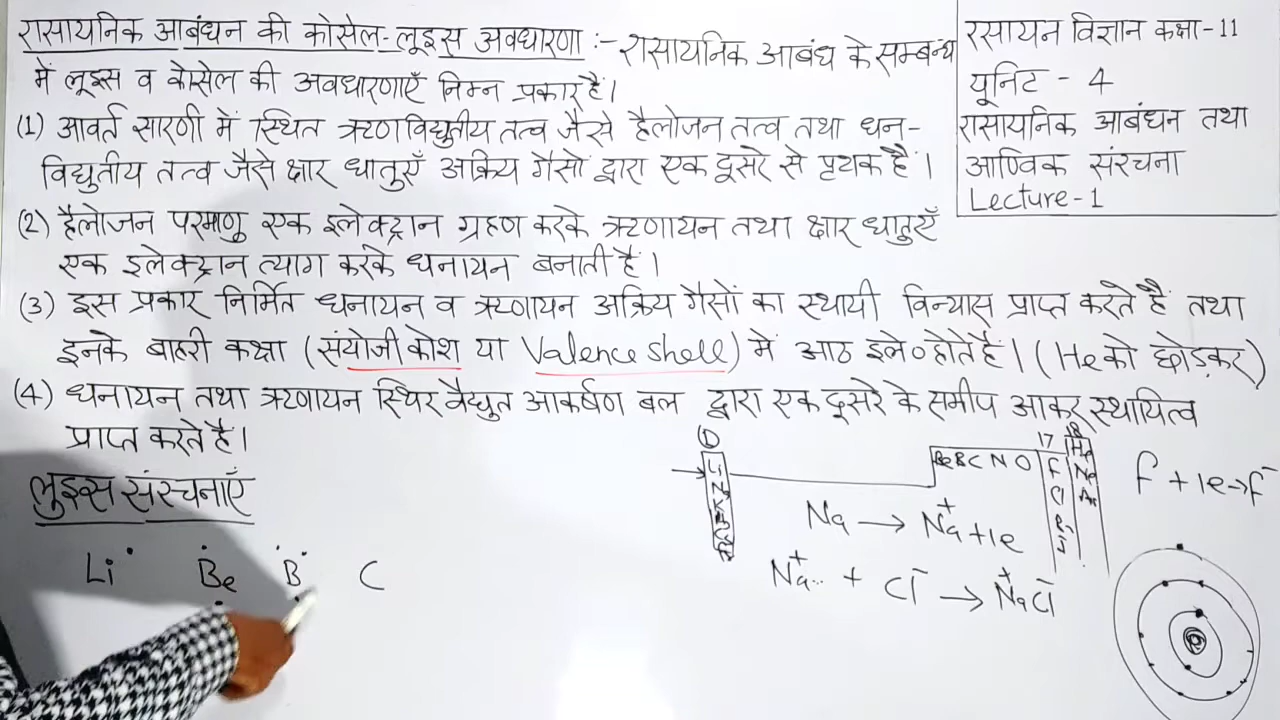 रासायनिक आबंधन की कोसेल-लूइस अवधारणा :- रासायनिक आबंध के सम्बन्ध
में लूइस व कोसेल की अवधारणाएँ निम्न प्रकार हैं।
(1) आवर्त सारणी में स्थित ऋणविद्युतीय तत्व जैसे हैलोजन तत्व तथा धन-
विद्युतीय तत्व जैसे क्षार धातुएँ अक्रिय गैसो द्वारा एक दूसरे से पृथक हैं।
(2) हैलोजन परमाणु एक इलेक्ट्रान ग्रहण करके ऋणायन तथा क्षार धातुएँ
एक इलेक्ट्रान त्याग करके धनायन बनाती हैं।
(3) इस प्रकार निर्मित धनायन व ऋणायन अक्रिय गैसों का स्थायी विन्यास प्राप्त करते हैं तथा
इनके बाहरी कक्षा (संयोजी कोश या Valence shell) में आठ इले० होते हैं। (He को छोड़कर)
(4) धनायन तथा ऋणायन स्थिर वैद्युत आकर्षण बल द्वारा एक दूसरे के समीप आकर स्थायित्व
प्राप्त करते हैं।
रसायन विज्ञान कक्षा-11
यूनिट - 4
रासायनिक आबंधन तथा
आण्विक संरचना
Lecture-1
लुइस संरचनाएँ
Li Be B C
1 17 18
Be B C N O F He
Cl Ne
Na → Na⁺ + 1e
Na⁺ + Cl⁻ → Na⁺Cl⁻
F + 1e → F⁻